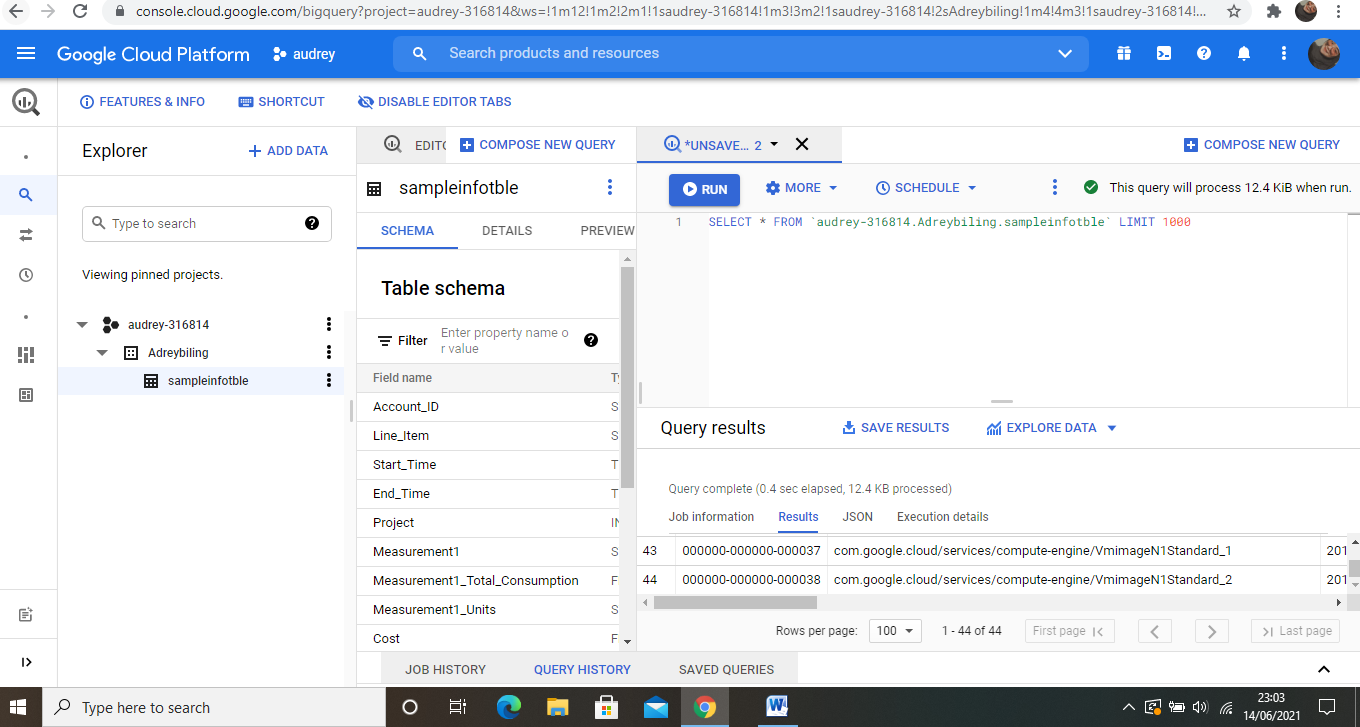 console.cloud.google.com/bigquery?project=audrey-316814&ws=!1m12!1m2!2m1!1saudrey-316814!1m3!3m2!1saudrey-316814!2sAdreybiling!1m4!4m3!1saudrey-316814!...
Google Cloud Platform audrey Search products and resources
FEATURES & INFO SHORTCUT DISABLE EDITOR TABS
Explorer + ADD DATA
Type to search
Viewing pinned projects.
audrey-316814
Adreybiling
sampleinfotble
EDITO COMPOSE NEW QUERY
sampleinfotble
SCHEMA DETAILS PREVIEW
Table schema
Filter Enter property name o
r value
Field name Ty
Account_ID S
Line_Item S
Start_Time T
End_Time T
Project IN
Measurement1 S
Measurement1_Total_Consumption F
Measurement1_Units S
Cost F
*UNSAVE... 2 COMPOSE NEW QUERY
RUN MORE SCHEDULE This query will process 12.4 KiB when run.
1 SELECT * FROM `audrey-316814.Adreybiling.sampleinfotble` LIMIT 1000
Query results SAVE RESULTS EXPLORE DATA
Query complete (0.4 sec elapsed, 12.4 KB processed)
Job information Results JSON Execution details
43 000000-000000-000037 com.google.cloud/services/compute-engine/VmimageN1Standard_1 201
44 000000-000000-000038 com.google.cloud/services/compute-engine/VmimageN1Standard_2 201
Rows per page: 100 1 - 44 of 44 First page Last page
JOB HISTORY QUERY HISTORY SAVED QUERIES
Type here to search
23:03
14/06/2021